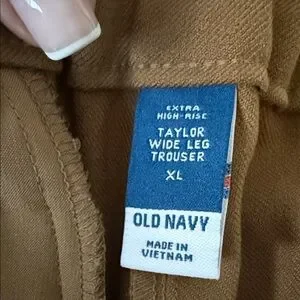 EXTRA
HIGH-RISE
TAYLOR
WIDE LEG
TROUSER
XL
OLD NAVY
MADE IN
VIETNAM